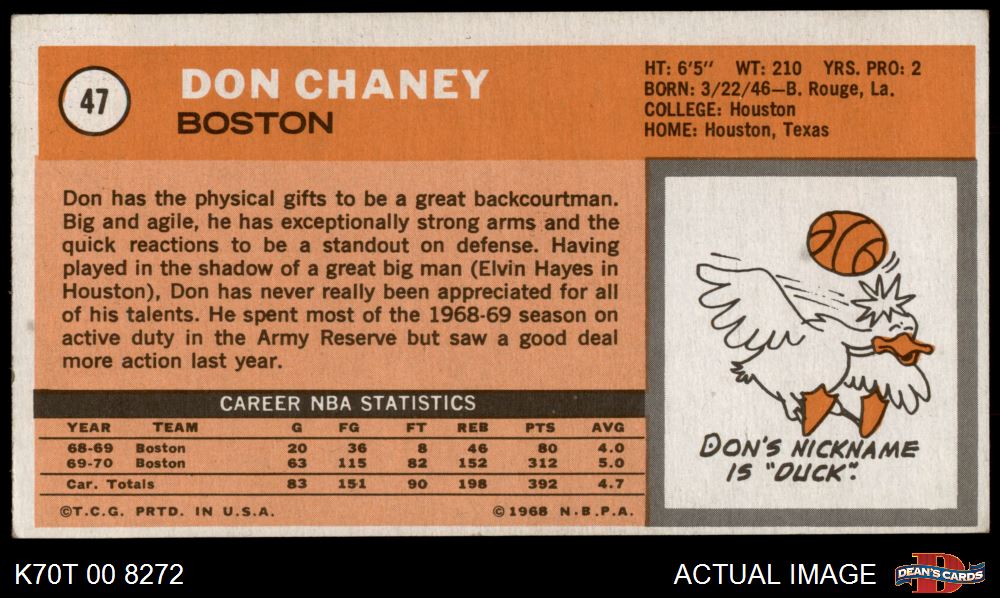 47
DON CHANEY
BOSTON
HT: 6'5" WT: 210 YRS. PRO: 2
BORN: 3/22/46—B. Rouge, La.
COLLEGE: Houston
HOME: Houston, Texas
Don has the physical gifts to be a great backcourtman.
Big and agile, he has exceptionally strong arms and the
quick reactions to be a standout on defense. Having
played in the shadow of a great big man (Elvin Hayes in
Houston), Don has never really been appreciated for all
of his talents. He spent most of the 1968-69 season on
active duty in the Army Reserve but saw a good deal
more action last year.
CAREER NBA STATISTICS
YEAR TEAM G FG FT REB PTS AVG
68-69 Boston 20 36 8 46 80 4.0
69-70 Boston 63 115 82 152 312 5.0
Car. Totals 83 151 90 198 392 4.7
©T.C.G. PRTD. IN U.S.A. ©1968 N.B.P.A.
DON'S NICKNAME
IS "DUCK".
K70T 00 8272
ACTUAL IMAGE
D
DEAN'S CARDS